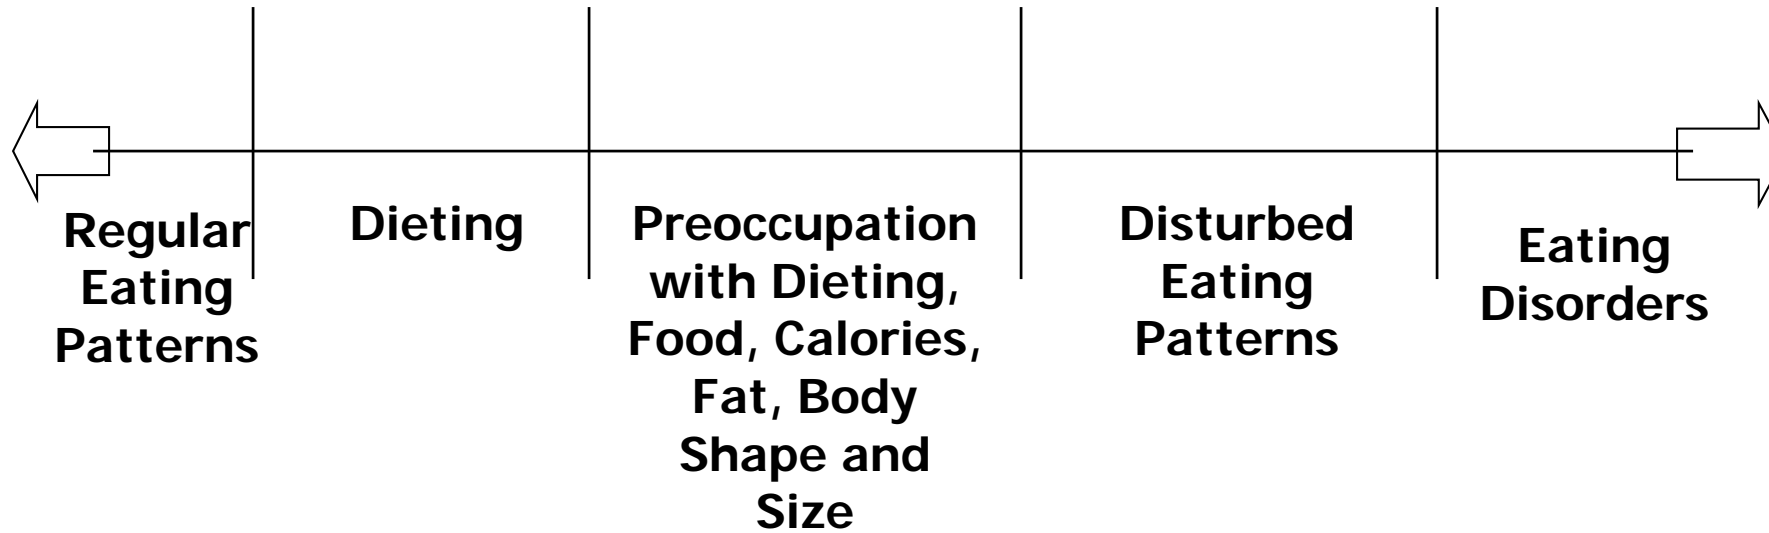 Regular
Eating
Patterns
Dieting
Preoccupation
with Dieting,
Food, Calories,
Fat, Body
Shape and
Size
Disturbed
Eating
Patterns
Eating
Disorders